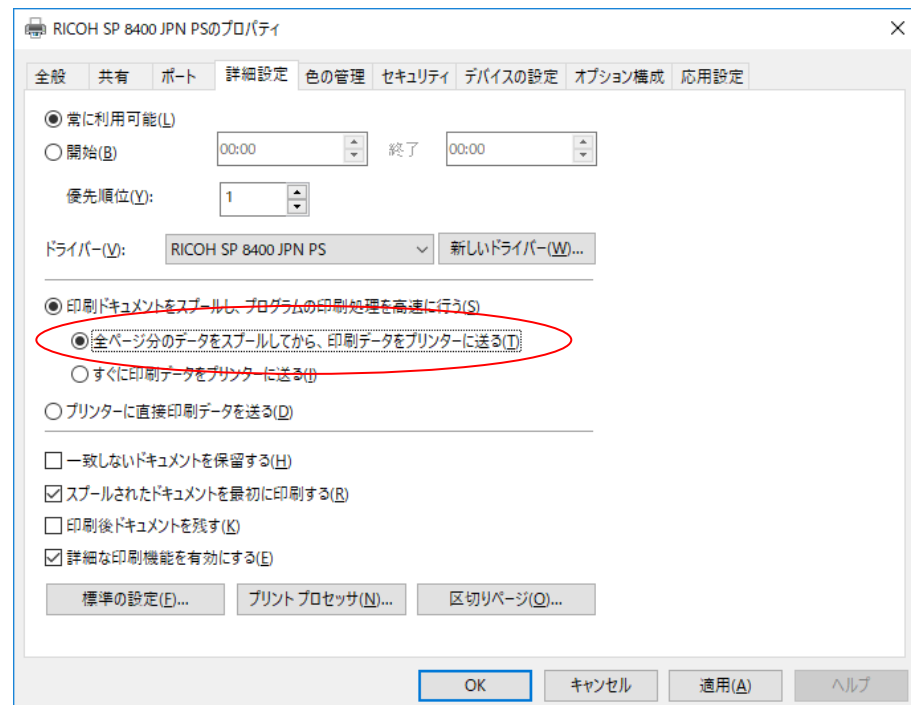 RICOH SP 8400 JPN PSのプロパティ
全般 共有 ポート 詳細設定 色の管理 セキュリティ デバイスの設定 オプション構成 応用設定
常に利用可能(L)
開始(B) 00:00 終了 00:00
優先順位(Y): 1
ドライバー(V): RICOH SP 8400 JPN PS 新しいドライバー(W)...
印刷ドキュメントをスプールし、プログラムの印刷処理を高速に行う(S)
全ページ分のデータをスプールしてから、印刷データをプリンターに送る(T)
すぐに印刷データをプリンターに送る(I)
プリンターに直接印刷データを送る(D)
一致しないドキュメントを保留する(H)
スプールされたドキュメントを最初に印刷する(R)
印刷後ドキュメントを残す(K)
詳細な印刷機能を有効にする(E)
標準の設定(F)... プリント プロセッサ(N)... 区切りページ(O)...
OK キャンセル 適用(A) ヘルプ